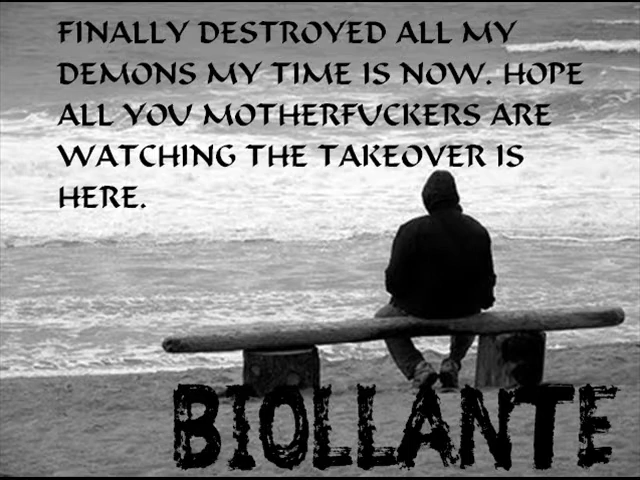 FINALLY DESTROYED ALL MY
DEMONS MY TIME IS NOW. HOPE
ALL YOU MOTHERFUCKERS ARE
WATCHING THE TAKEOVER IS
HERE.
BIOLLANTE